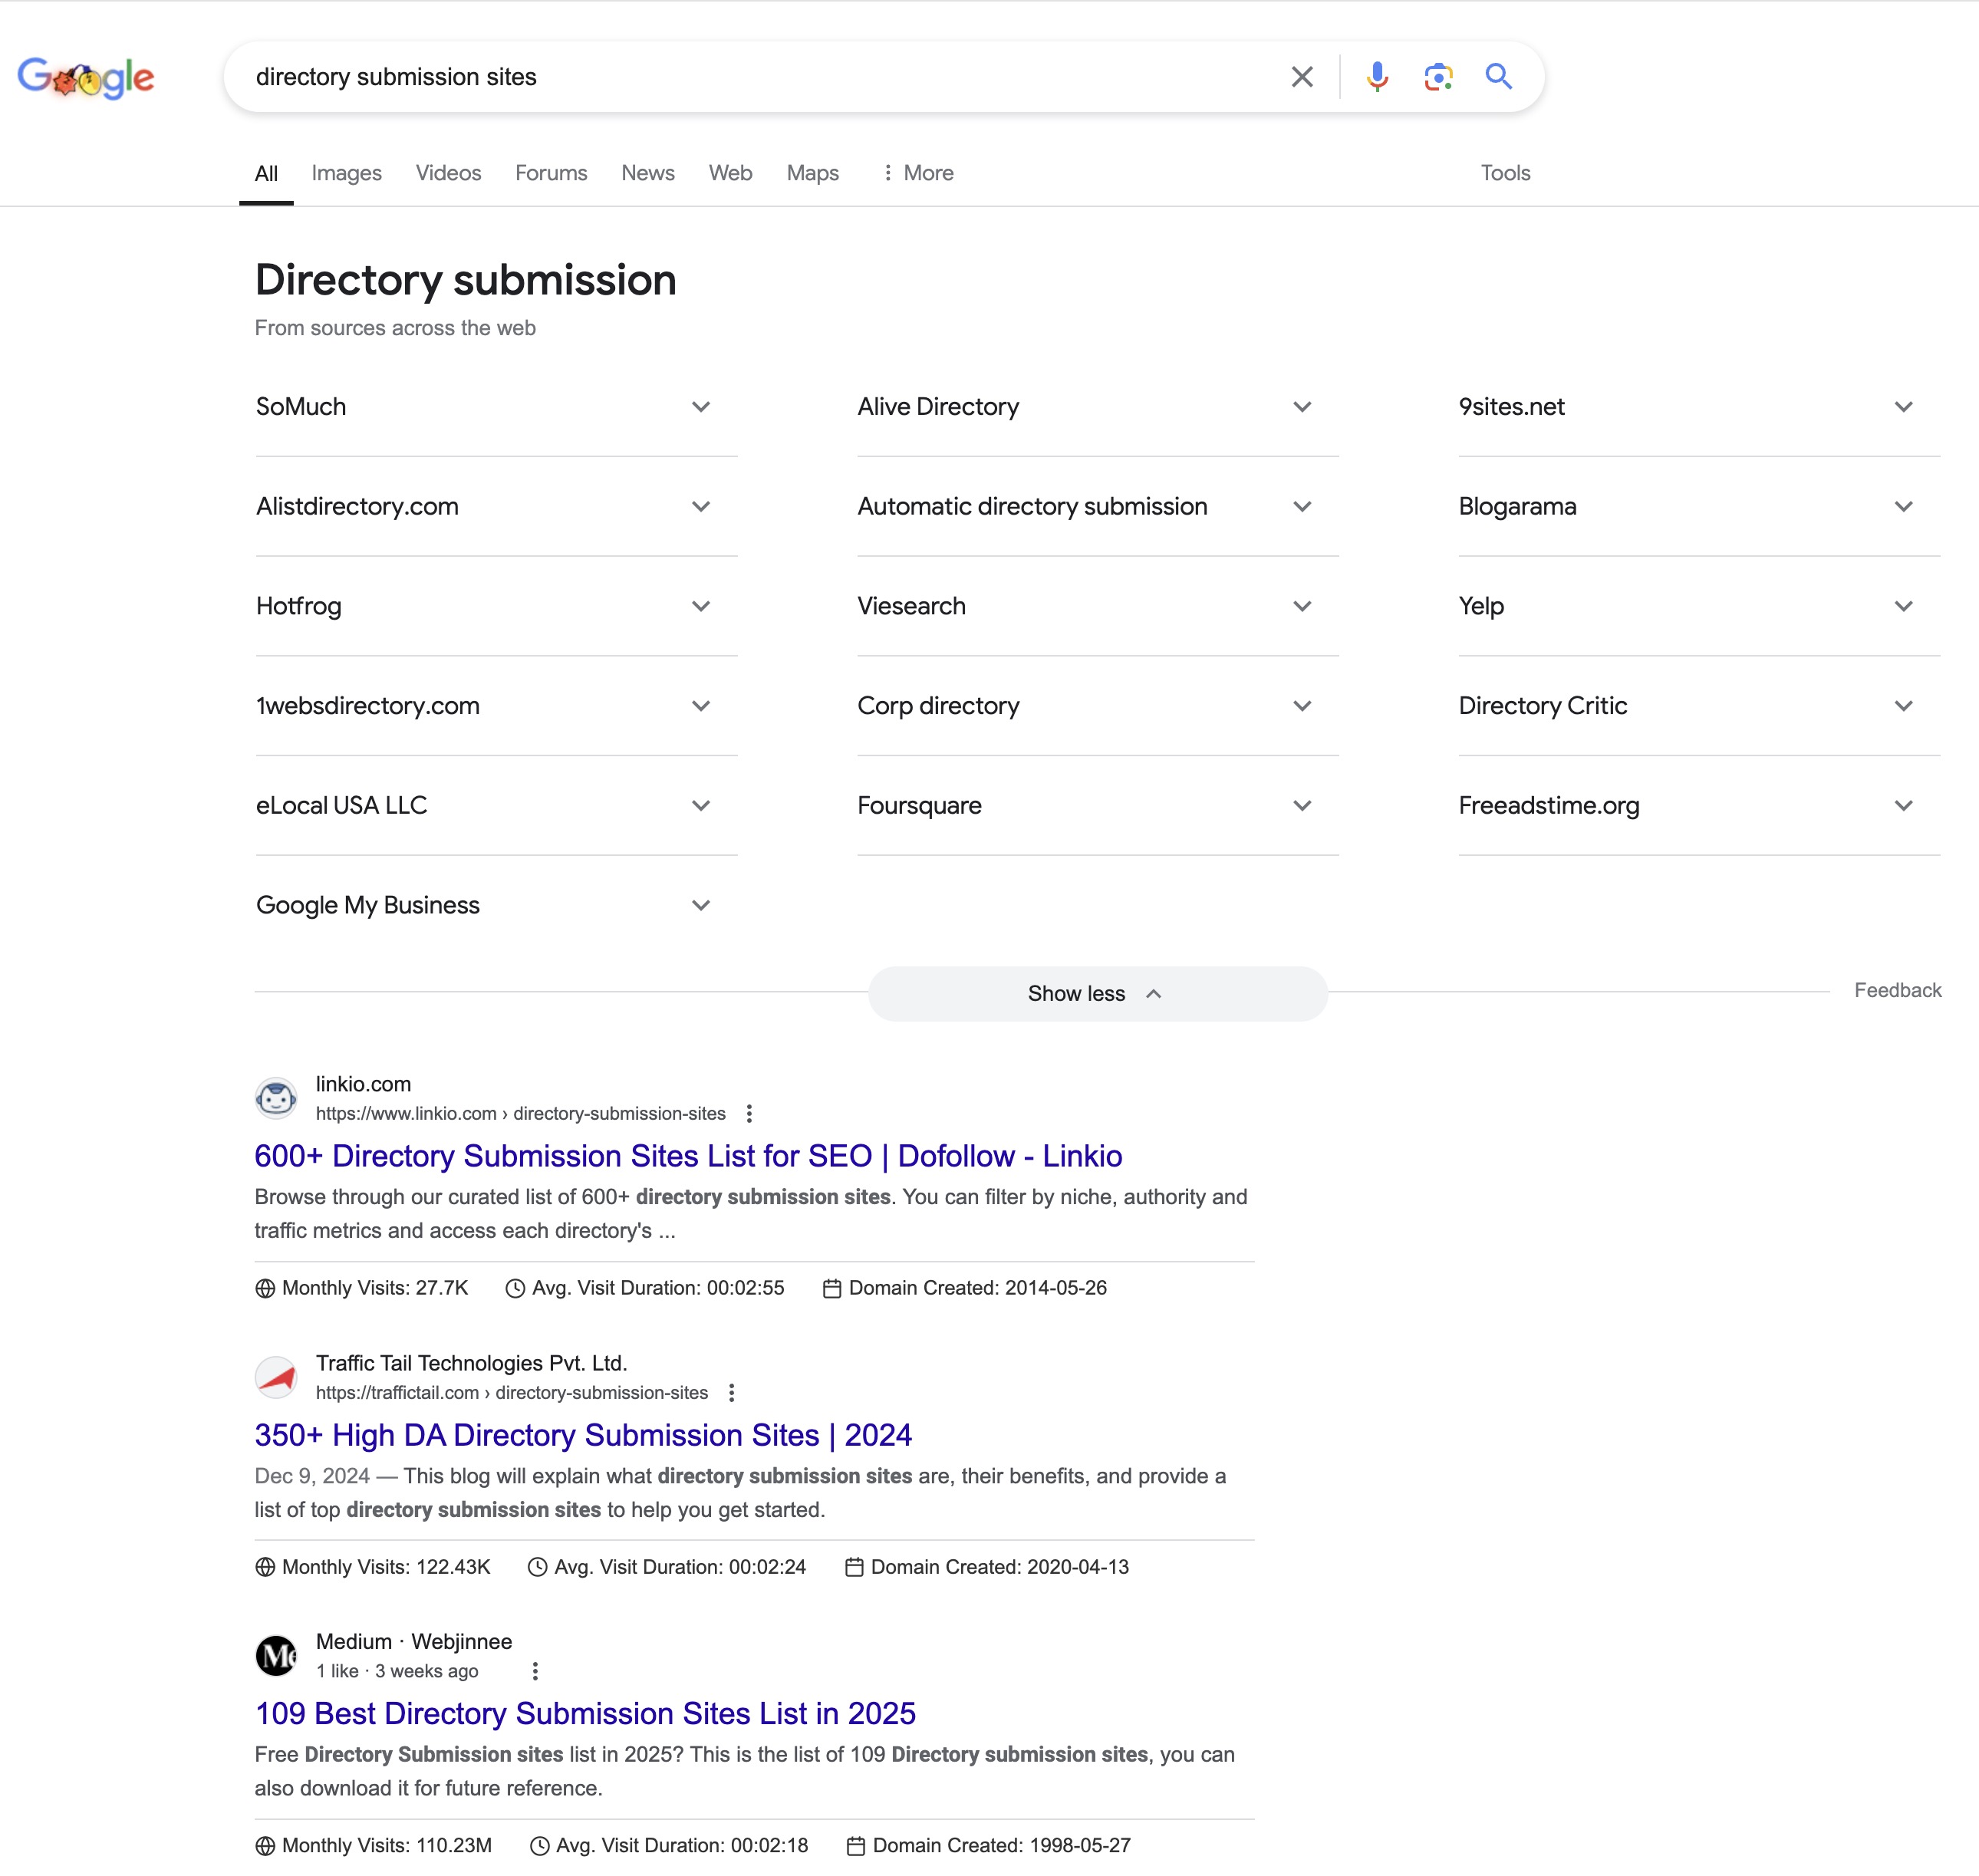 Google
directory submission sites
All Images Videos Forums News Web Maps More Tools
Directory submission
From sources across the web
SoMuch Alive Directory 9sites.net
Alistdirectory.com Automatic directory submission Blogarama
Hotfrog Viesearch Yelp
1websdirectory.com Corp directory Directory Critic
eLocal USA LLC Foursquare Freeadstime.org
Google My Business
Show less Feedback
linkio.com
https://www.linkio.com › directory-submission-sites
600+ Directory Submission Sites List for SEO | Dofollow - Linkio
Browse through our curated list of 600+ directory submission sites. You can filter by niche, authority and
traffic metrics and access each directory's ...
Monthly Visits: 27.7K Avg. Visit Duration: 00:02:55 Domain Created: 2014-05-26
Traffic Tail Technologies Pvt. Ltd.
https://traffictail.com › directory-submission-sites
350+ High DA Directory Submission Sites | 2024
Dec 9, 2024 — This blog will explain what directory submission sites are, their benefits, and provide a
list of top directory submission sites to help you get started.
Monthly Visits: 122.43K Avg. Visit Duration: 00:02:24 Domain Created: 2020-04-13
Me
Medium · Webjinnee
1 like · 3 weeks ago
109 Best Directory Submission Sites List in 2025
Free Directory Submission sites list in 2025? This is the list of 109 Directory submission sites, you can
also download it for future reference.
Monthly Visits: 110.23M Avg. Visit Duration: 00:02:18 Domain Created: 1998-05-27